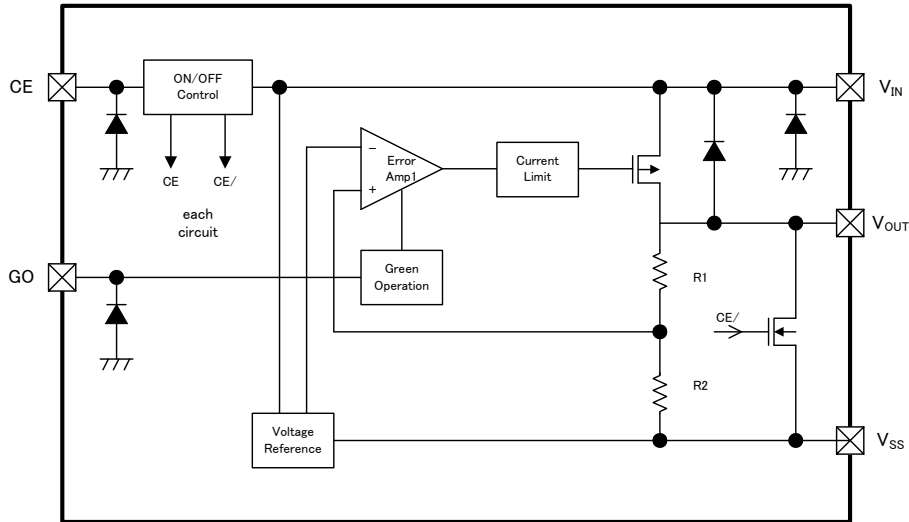 CE
ON/OFF
Control
VIN
CE
CE/
each
circuit
−
Error
Amp1
+
Current
Limit
VOUT
GO
Green
Operation
R1
CE/
R2
Voltage
Reference
VSS